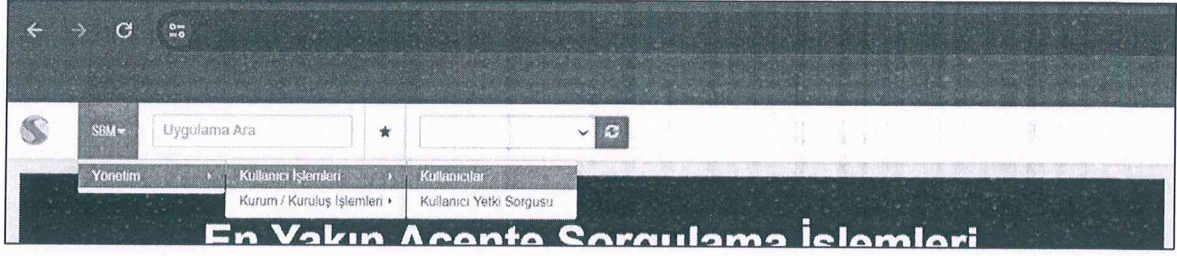 SBM
Uygulama Ara
Yönetim
Kullanıcı İşlemleri
Kullanıcılar
Kurum / Kuruluş İşlemleri
Kullanıcı Yetki Sorgusu
En Yakın Acente Sorgulama İşlemleri